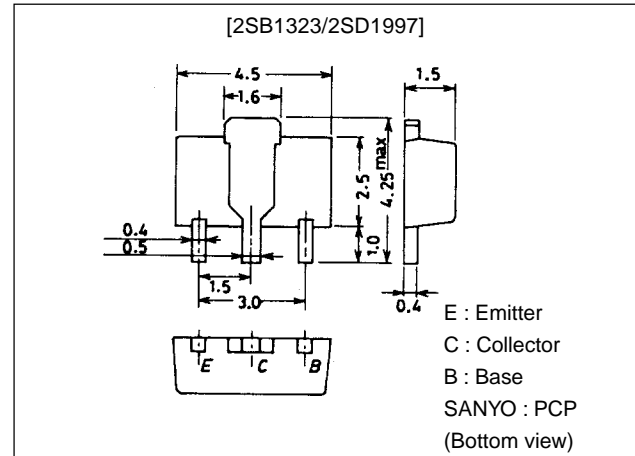 [2SB1323/2SD1997]
4.5
1.6
1.5
2.5
4.25max
1.0
0.4
0.5
1.5
3.0
0.4
E C B
E : Emitter
C : Collector
B : Base
SANYO : PCP
(Bottom view)